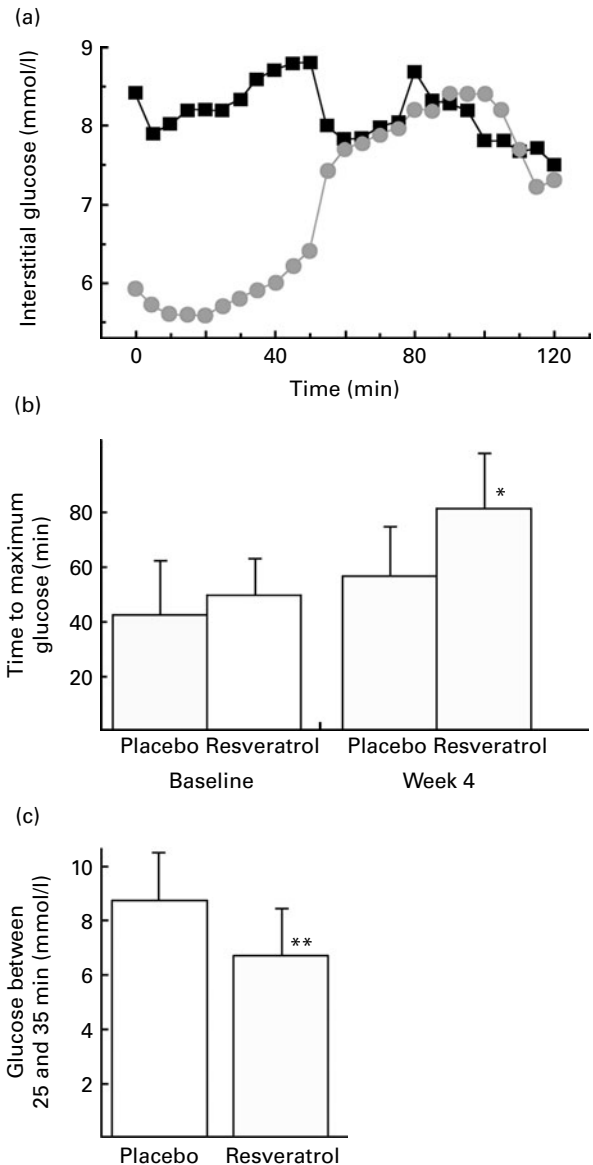 (a)
9
8
7
6
Interstitial glucose (mmol/l)
0 40 80 120
Time (min)
(b)
80
60
40
20
Time to maximum
glucose (min)
*
Placebo Resveratrol Placebo Resveratrol
Baseline Week 4
(c)
10
8
6
4
2
Glucose between
25 and 35 min (mmol/l)
**
Placebo Resveratrol